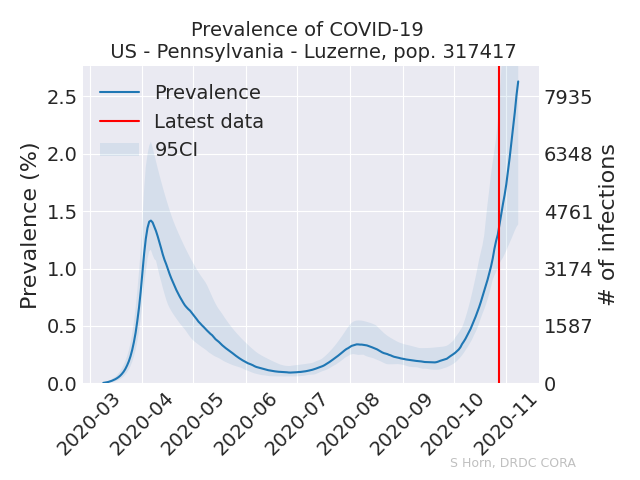 Prevalence of COVID-19
US - Pennsylvania - Luzerne, pop. 317417
Prevalence
Latest data
95CI
Prevalence (%)
2.5
2.0
1.5
1.0
0.5
0.0
# of infections
7935
6348
4761
3174
1587
0
2020-03
2020-04
2020-05
2020-06
2020-07
2020-08
2020-09
2020-10
2020-11
S Horn, DRDC CORA